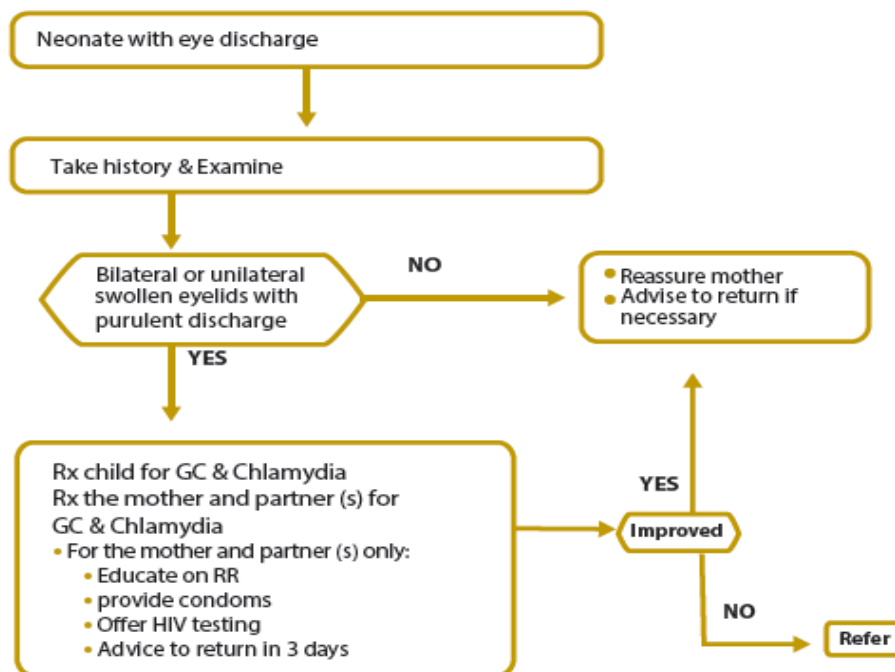 Neonate with eye discharge
Take history & Examine
Bilateral or unilateral
swollen eyelids with
purulent discharge
NO
• Reassure mother
• Advise to return if
necessary
YES
Rx child for GC & Chlamydia
Rx the mother and partner (s) for
GC & Chlamydia
• For the mother and partner (s) only:
• Educate on RR
• provide condoms
• Offer HIV testing
• Advice to return in 3 days
YES
Improved
NO
Refer